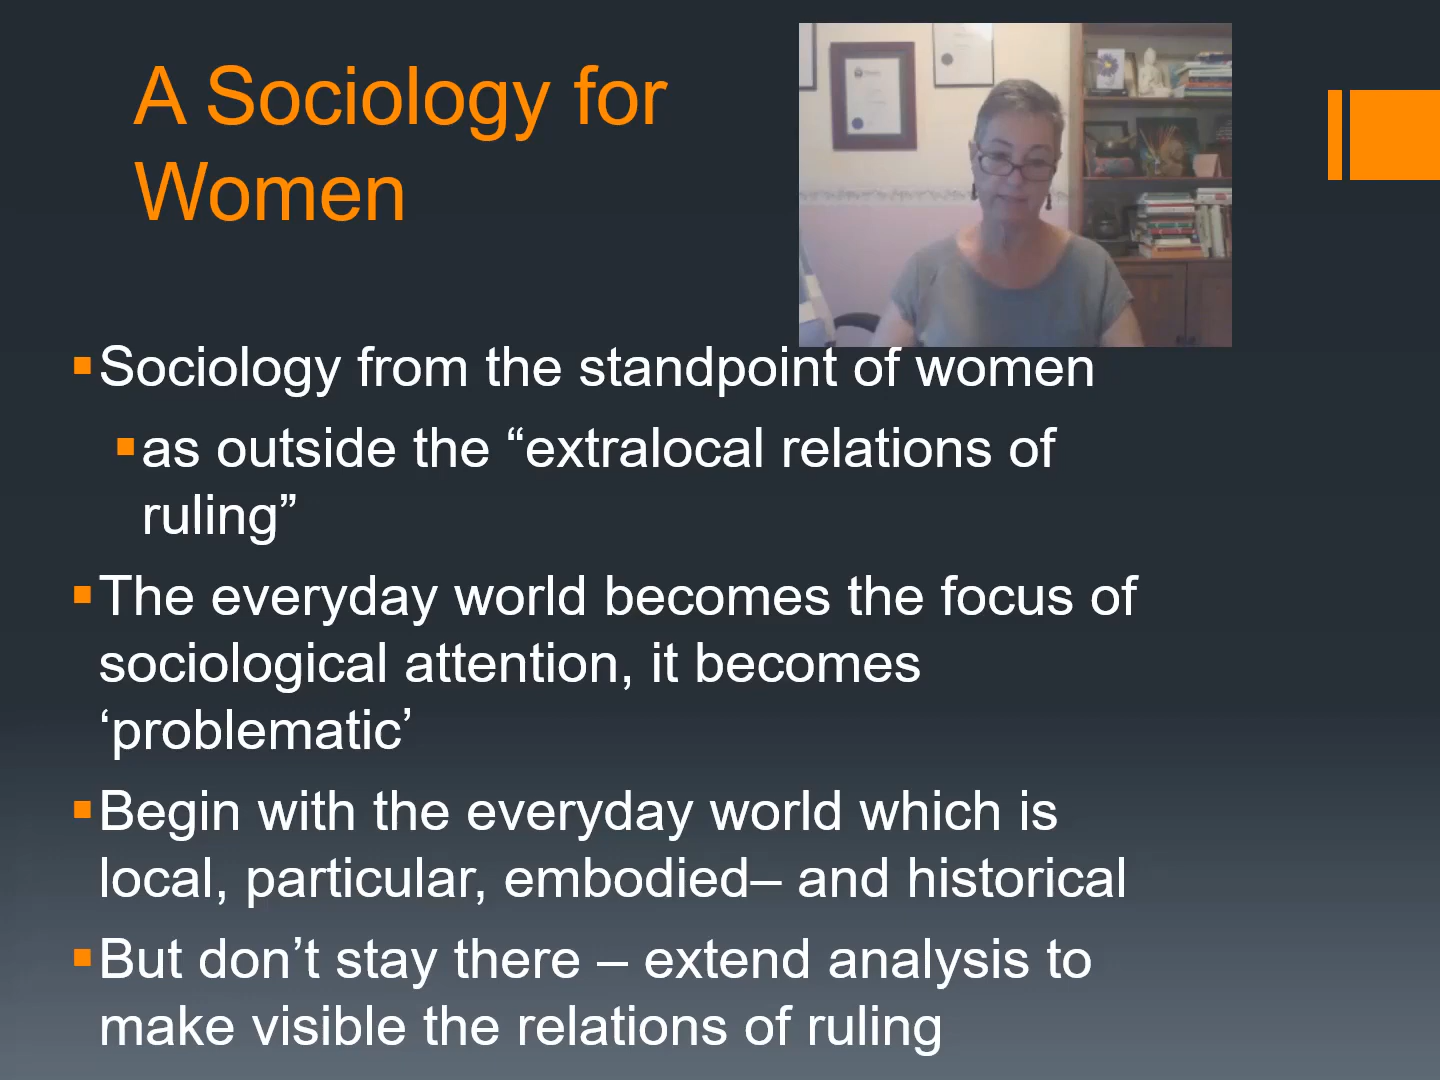 A Sociology for
Women
Sociology from the standpoint of women
as outside the “extralocal relations of
ruling”
The everyday world becomes the focus of
sociological attention, it becomes
‘problematic’
Begin with the everyday world which is
local, particular, embodied– and historical
But don’t stay there – extend analysis to
make visible the relations of ruling